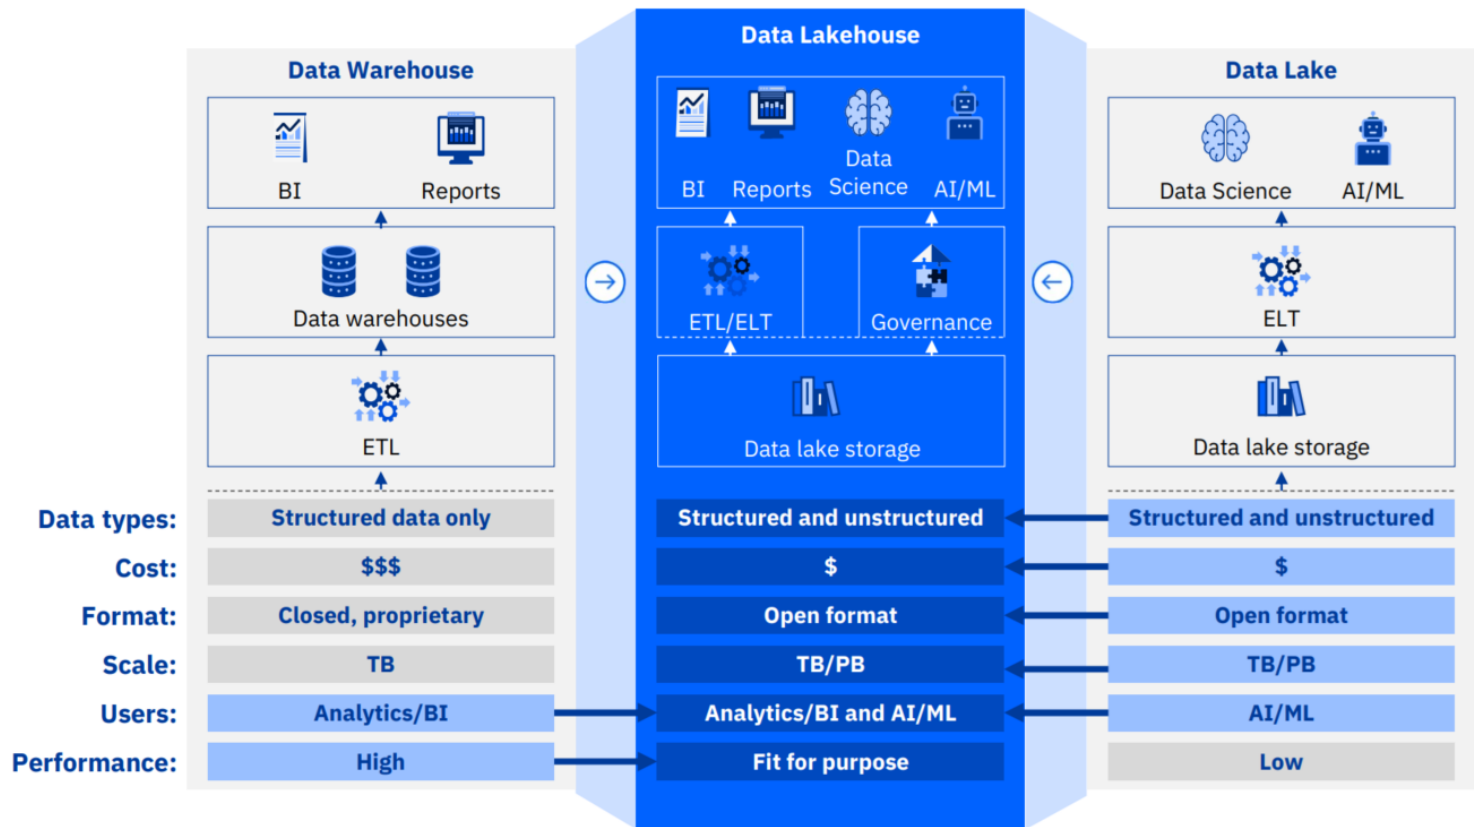 Data Lakehouse
Data Warehouse
Data Lake
BI
Reports
Data warehouses
ETL
BI
Reports
Data
Science
AI/ML
ETL/ELT
Governance
Data lake storage
Data Science
AI/ML
ELT
Data lake storage
Data types:
Structured data only
Structured and unstructured
Structured and unstructured
Cost:
$$$
$
$
Format:
Closed, proprietary
Open format
Open format
Scale:
TB
TB/PB
TB/PB
Users:
Analytics/BI
Analytics/BI and AI/ML
AI/ML
Performance:
High
Fit for purpose
Low